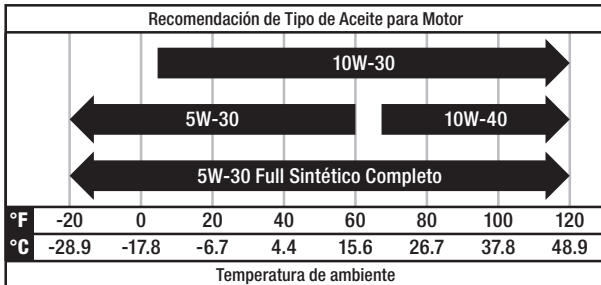 Recomendación de Tipo de Aceite para Motor
10W-30
5W-30 10W-40
5W-30 Full Sintético Completo
°F -20 0 20 40 60 80 100 120
°C -28.9 -17.8 -6.7 4.4 15.6 26.7 37.8 48.9
Temperatura de ambiente